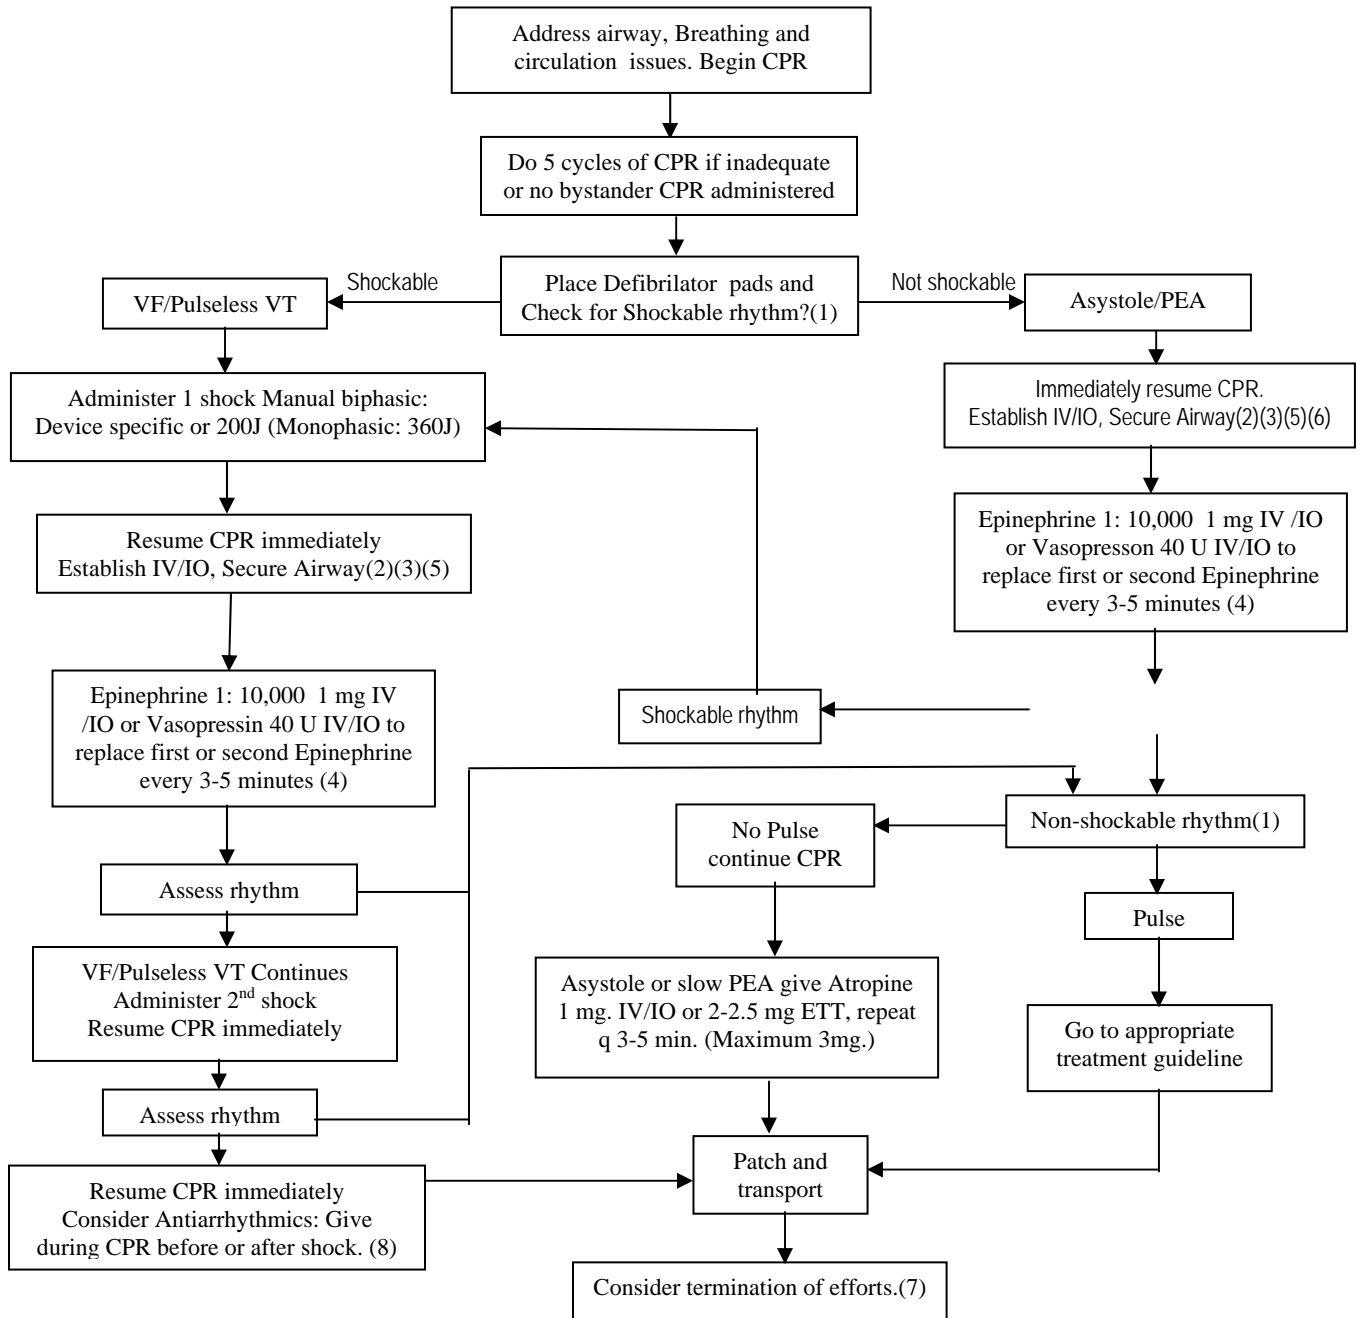 Address airway, Breathing and
circulation issues. Begin CPR
Do 5 cycles of CPR if inadequate
or no bystander CPR administered
Place Defibrilator pads and
Check for Shockable rhythm?(1)
Shockable
Not shockable
VF/Pulseless VT
Asystole/PEA
Administer 1 shock Manual biphasic:
Device specific or 200J (Monophasic: 360J)
Immediately resume CPR.
Establish IV/IO, Secure Airway(2)(3)(5)(6)
Resume CPR immediately
Establish IV/IO, Secure Airway(2)(3)(5)
Epinephrine 1: 10,000 1 mg IV /IO
or Vasopresson 40 U IV/IO to
replace first or second Epinephrine
every 3-5 minutes (4)
Epinephrine 1: 10,000 1 mg IV
/IO or Vasopressin 40 U IV/IO to
replace first or second Epinephrine
every 3-5 minutes (4)
Shockable rhythm
Non-shockable rhythm(1)
No Pulse
continue CPR
Assess rhythm
Pulse
VF/Pulseless VT Continues
Administer 2nd shock
Resume CPR immediately
Asystole or slow PEA give Atropine
1 mg. IV/IO or 2-2.5 mg ETT, repeat
q 3-5 min. (Maximum 3mg.)
Go to appropriate
treatment guideline
Assess rhythm
Patch and
transport
Resume CPR immediately
Consider Antiarrhythmics: Give
during CPR before or after shock. (8)
Consider termination of efforts.(7)